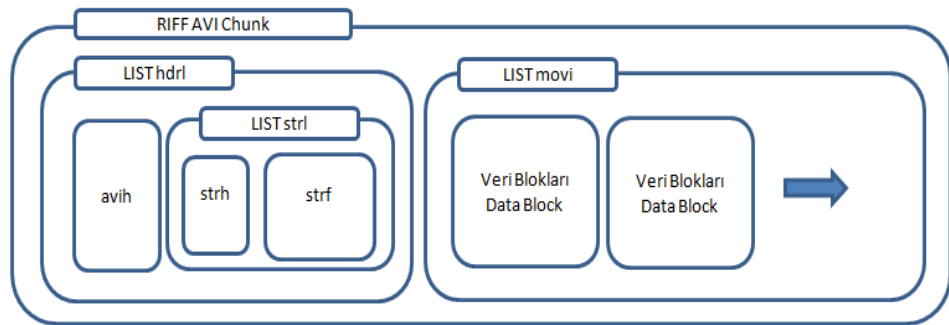 RIFF AVI Chunk
LIST hdrl
LIST movi
LIST strl
avih
strh
strf
Veri Blokları
Data Block
Veri Blokları
Data Block